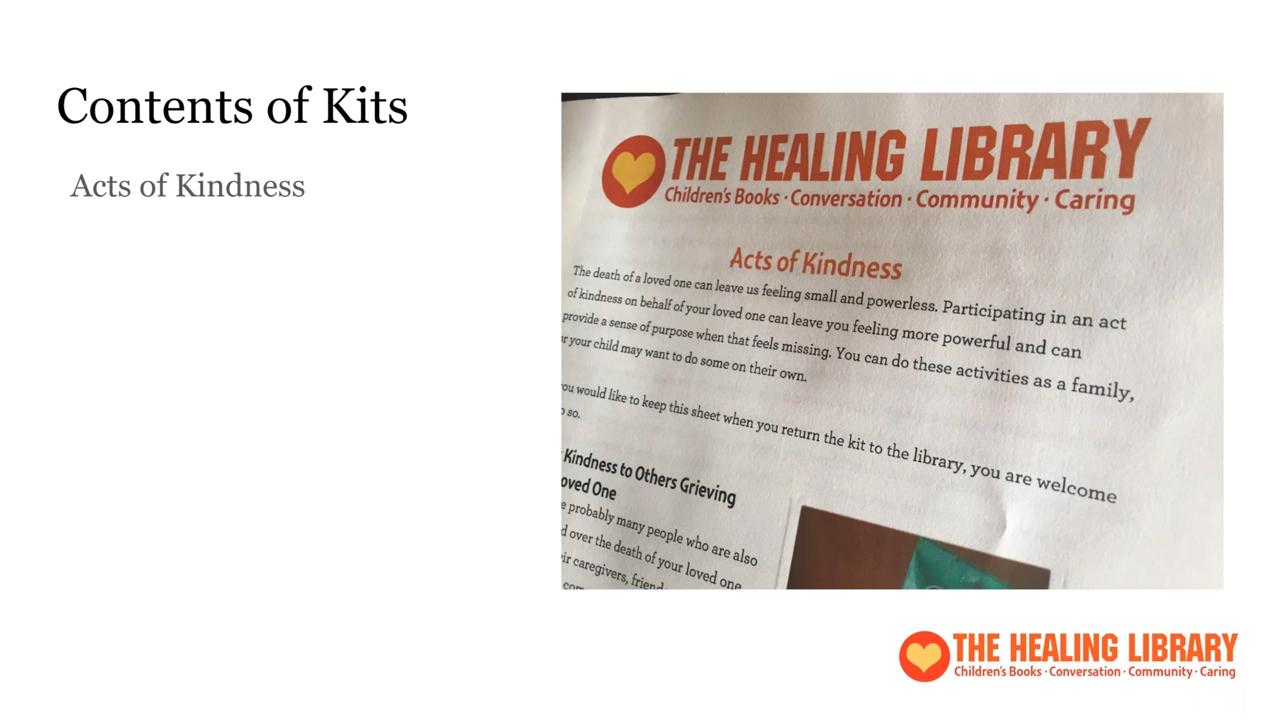 Contents of Kits
Acts of Kindness
THE HEALING LIBRARY
Children's Books · Conversation · Community · Caring
Acts of Kindness
The death of a loved one can leave us feeling small and powerless. Participating in an act
of kindness on behalf of your loved one can leave you feeling more powerful and can
provide a sense of purpose when that feels missing. You can do these activities as a family,
your child may want to do some on their own.
would like to keep this sheet when you return the kit to the library, you are welcome
so.
Kindness to Others Grieving
One
probably many people who are also
over the death of your loved one
caregivers,
THE HEALING LIBRARY
Children's Books · Conversation · Community · Caring